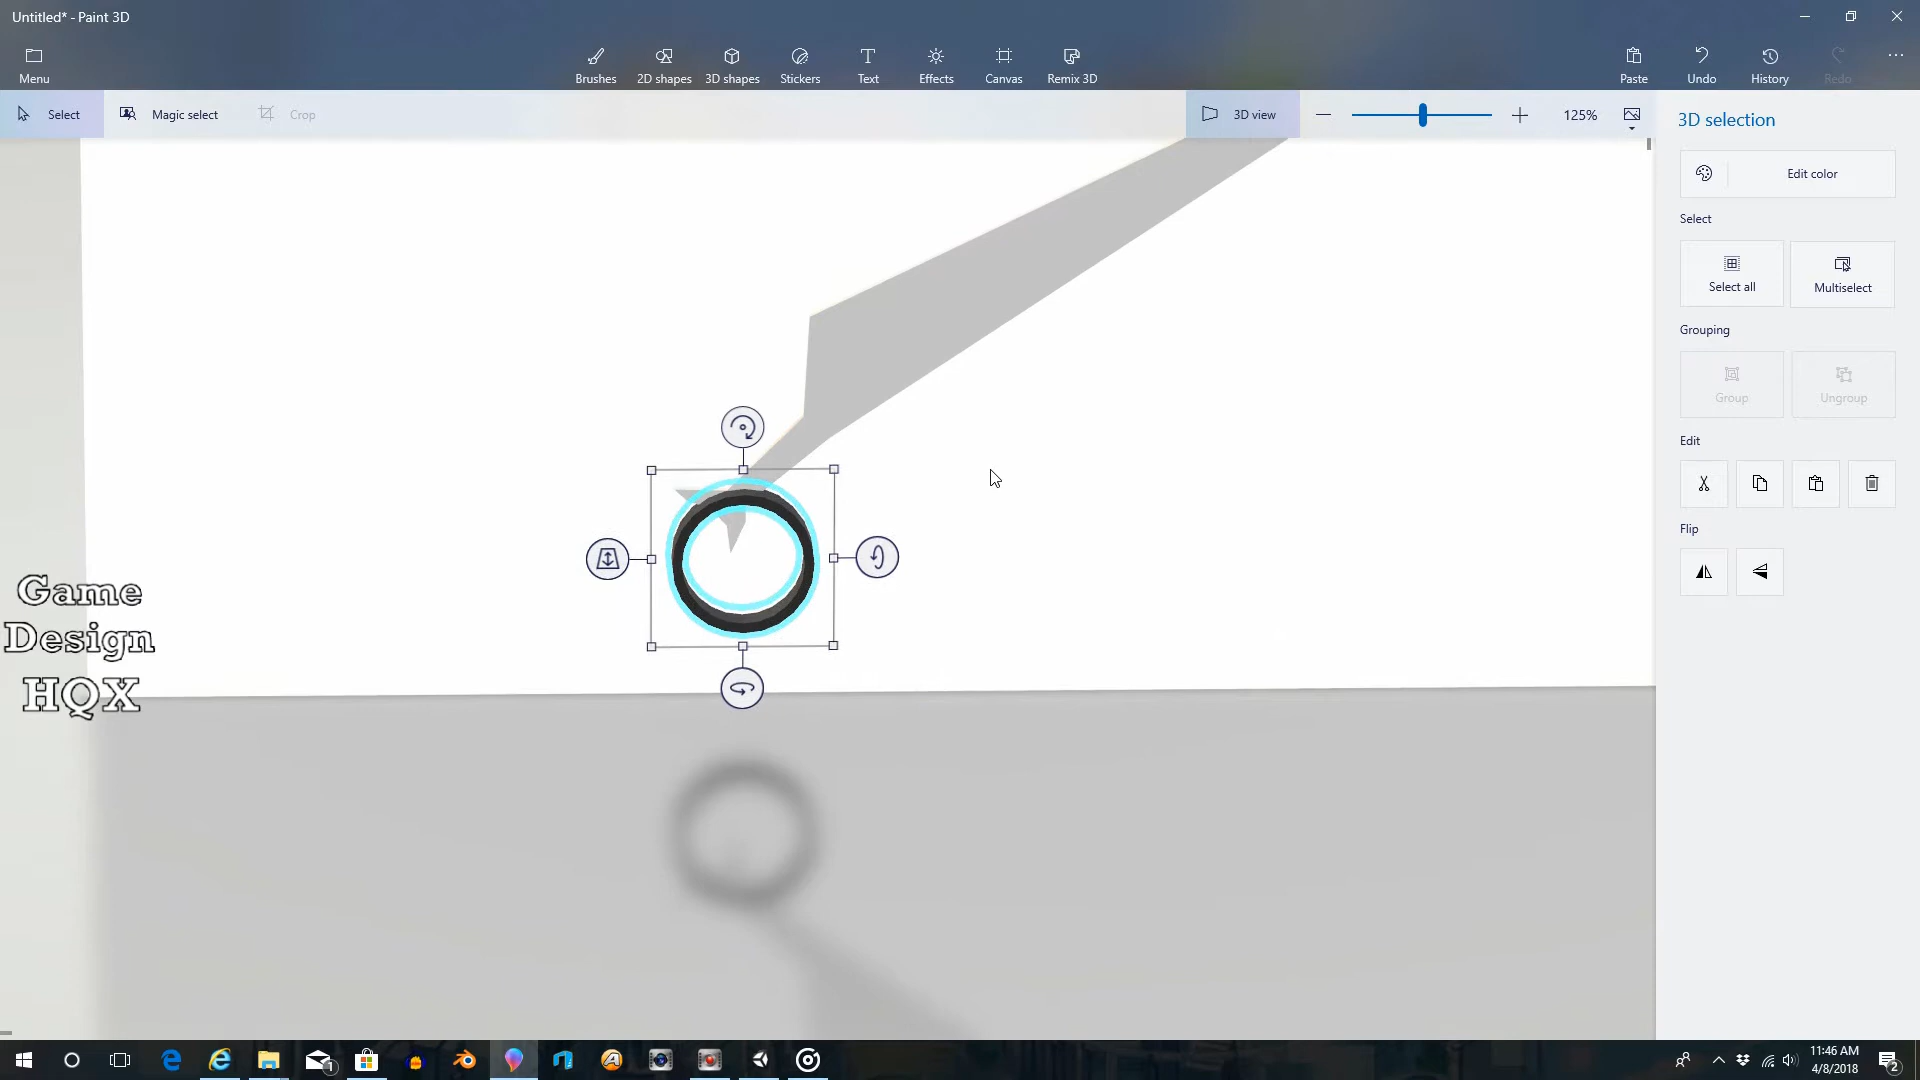 Untitled* - Paint 3D
Menu
Brushes
2D shapes
3D shapes
Stickers
Text
Effects
Canvas
Remix 3D
Paste
Undo
History
Redo
Select
Magic select
Crop
3D view
125%
3D selection
Edit color
Select
Select all
Multiselect
Grouping
Group
Ungroup
Edit
Flip
Game
Design
HQX
1
11:46 AM
4/8/2018
2